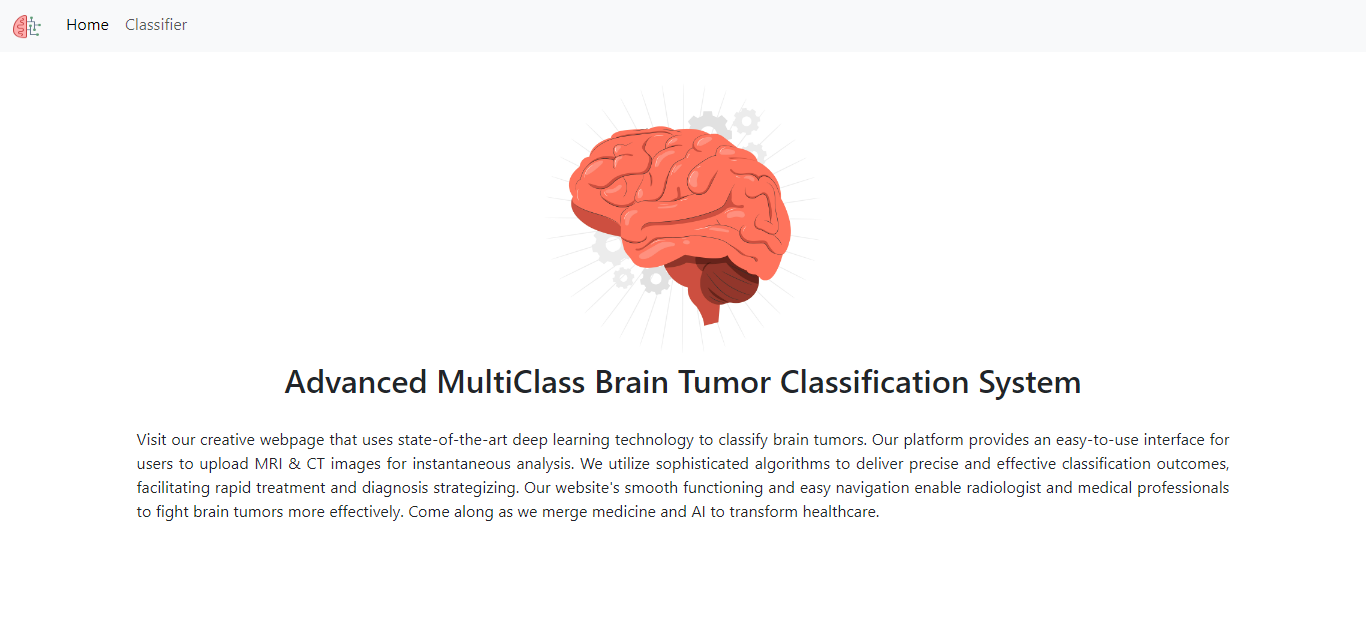 Home Classifier
Advanced MultiClass Brain Tumor Classification System
Visit our creative webpage that uses state-of-the-art deep learning technology to classify brain tumors. Our platform provides an easy-to-use interface for
users to upload MRI & CT images for instantaneous analysis. We utilize sophisticated algorithms to deliver precise and effective classification outcomes,
facilitating rapid treatment and diagnosis strategizing. Our website's smooth functioning and easy navigation enable radiologist and medical professionals
to fight brain tumors more effectively. Come along as we merge medicine and AI to transform healthcare.